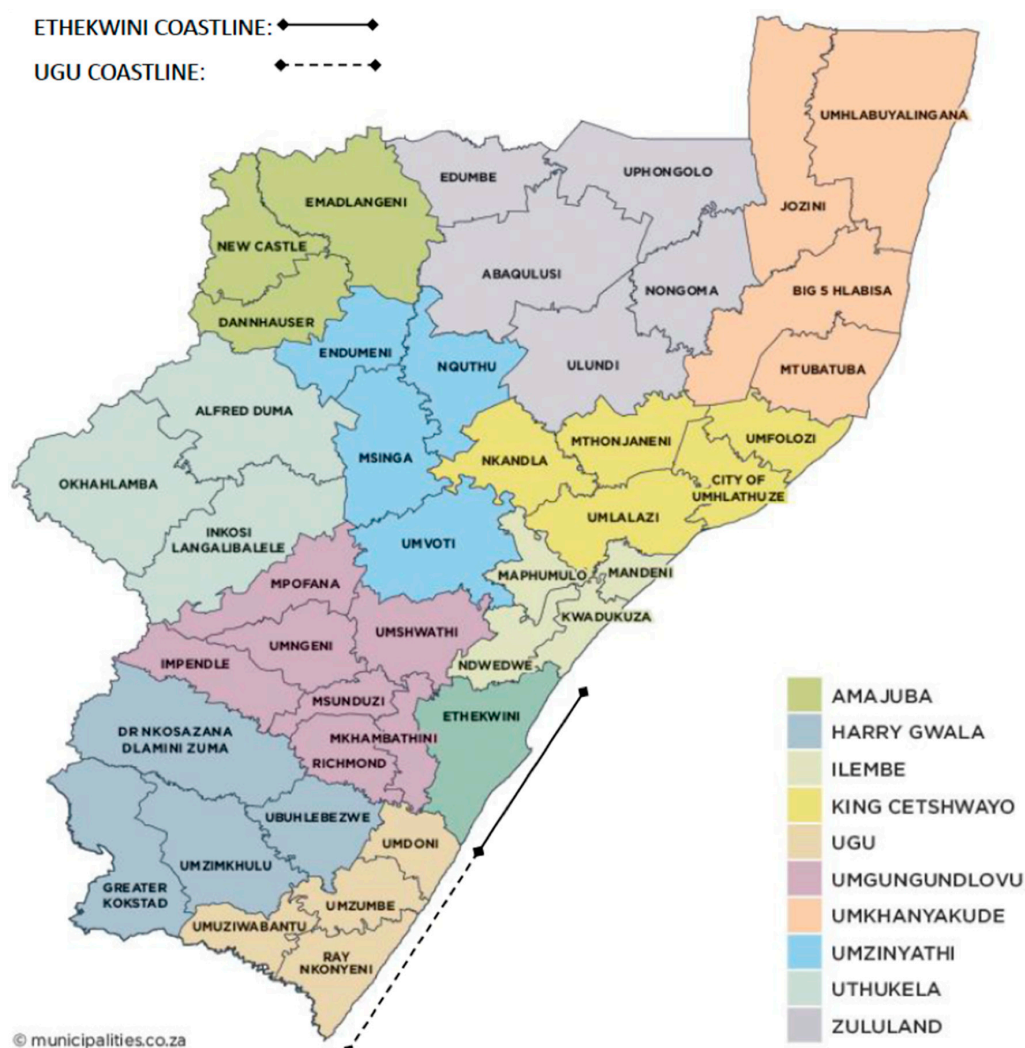 ETHEKWINI COASTLINE:
UGU COASTLINE:
UMHLABUYALINGANA
EDUMBE
UPHONGOLO
EMADLANGENI
JOZINI
NEW CASTLE
ABAQULUSI
NONGOMA
BIG 5 HLABISA
DANNHAUSER
ENDUMENI
NQUTHU
ULUNDI
MTUBATUBA
ALFRED DUMA
MSINGA
NKANDLA
MTHONJANENI
UMFOLOZI
OKHAHLAMBA
CITY OF
UMHLATHUZE
UMLALAZI
INKOSI
LANGALIBALELE
UMVOTI
MAPHUMULO
MANDENI
MPOFANA
KWADUKUZA
UMSHWATHI
UMNGENI
IMPENDLE
NDWEDWE
MSUNDUZI
ETHEKWINI
DR NKOSAZANA
DLAMINI ZUMA
MKHAMBATHINI
RICHMOND
UBUHLEBEZWE
UMDONI
UMZIMKHULU
GREATER
KOKSTAD
UMZUMBE
UMUZIWABANTU
RAY
NKONYENI
AMAJUBA
HARRY GWALA
ILEMBE
KING CETSHWAYO
UGU
UMGUNGUNDLOVU
UMKHANYAKUDE
UMZINYATHI
UTHUKELA
ZULULAND
© municipalities.co.za